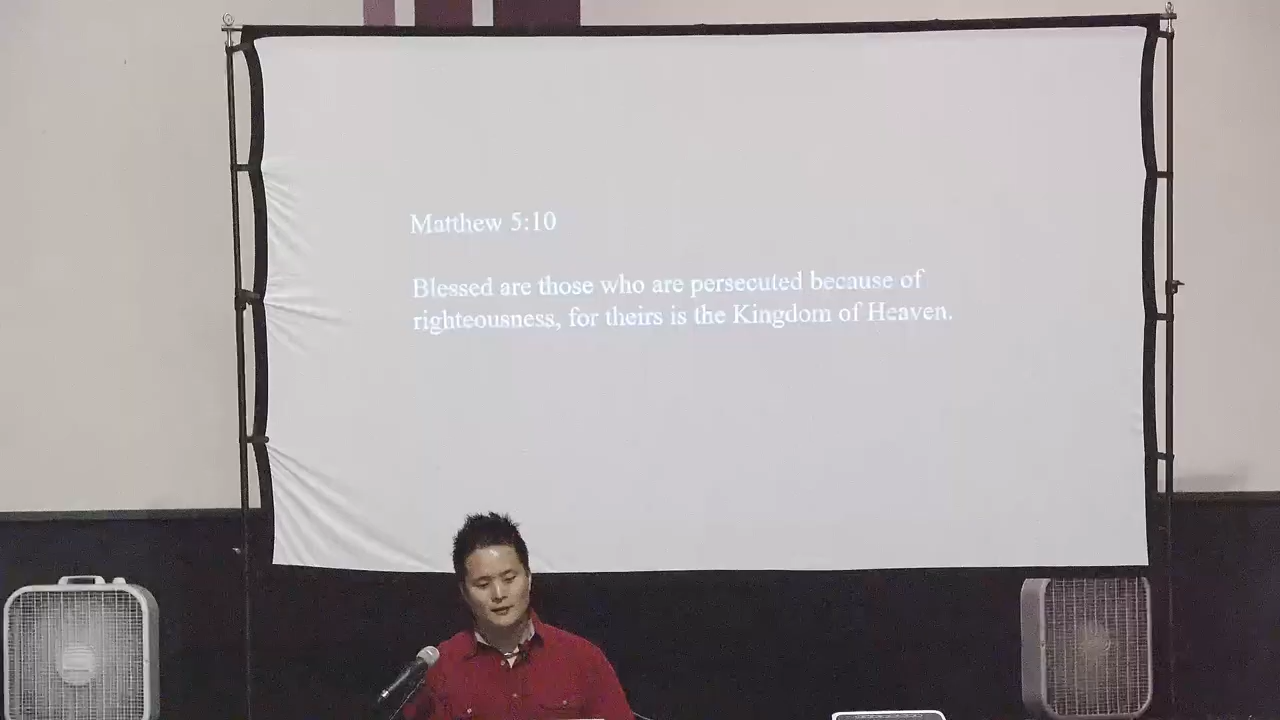 Matthew 5:10
Blessed are those who are persecuted because of
righteousness, for theirs is the Kingdom of Heaven.